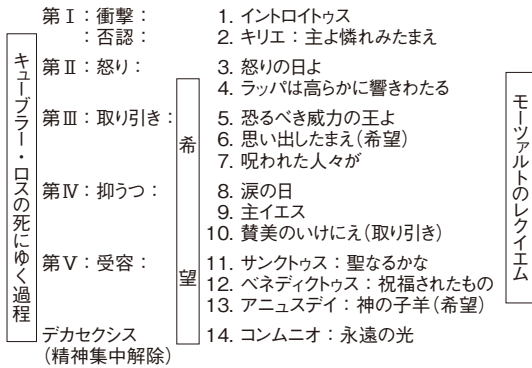 キューブラー・ロスの死にゆく過程
第Ⅰ：衝撃：
：否認：
第Ⅱ：怒り：
第Ⅲ：取り引き：
第Ⅳ：抑うつ：
第Ⅴ：受容：
デカセクシス
(精神集中解除)
希望
1. イントロイトゥス
2. キリエ：主よ憐れみたまえ
3. 怒りの日よ
4. ラッパは高らかに響きわたる
5. 恐るべき威力の王よ
6. 思い出したまえ(希望)
7. 呪われた人々が
8. 涙の日
9. 主イエス
10. 賛美のいけにえ(取り引き)
11. サンクトゥス：聖なるかな
12. ベネディクトゥス：祝福されたもの
13. アニュスデイ：神の子羊(希望)
14. コンムニオ：永遠の光
モーツァルトのレクイエム